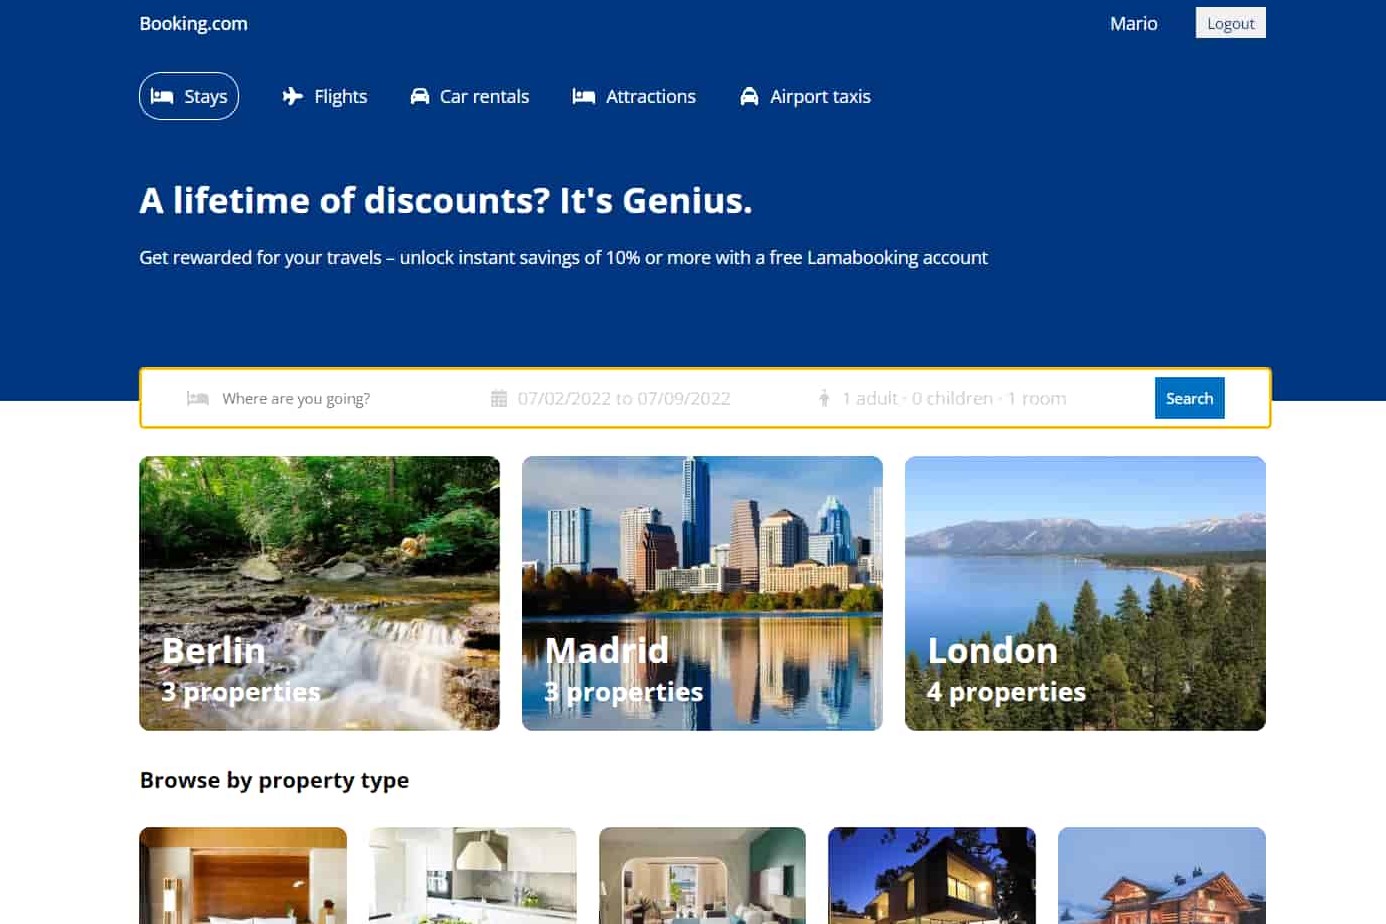 Booking.com
Mario
Logout
Stays
Flights
Car rentals
Attractions
Airport taxis
A lifetime of discounts? It's Genius.
Get rewarded for your travels – unlock instant savings of 10% or more with a free Lamabooking account
Where are you going?
07/02/2022 to 07/09/2022
1 adult · 0 children · 1 room
Search
Berlin
3 properties
Madrid
3 properties
London
4 properties
Browse by property type